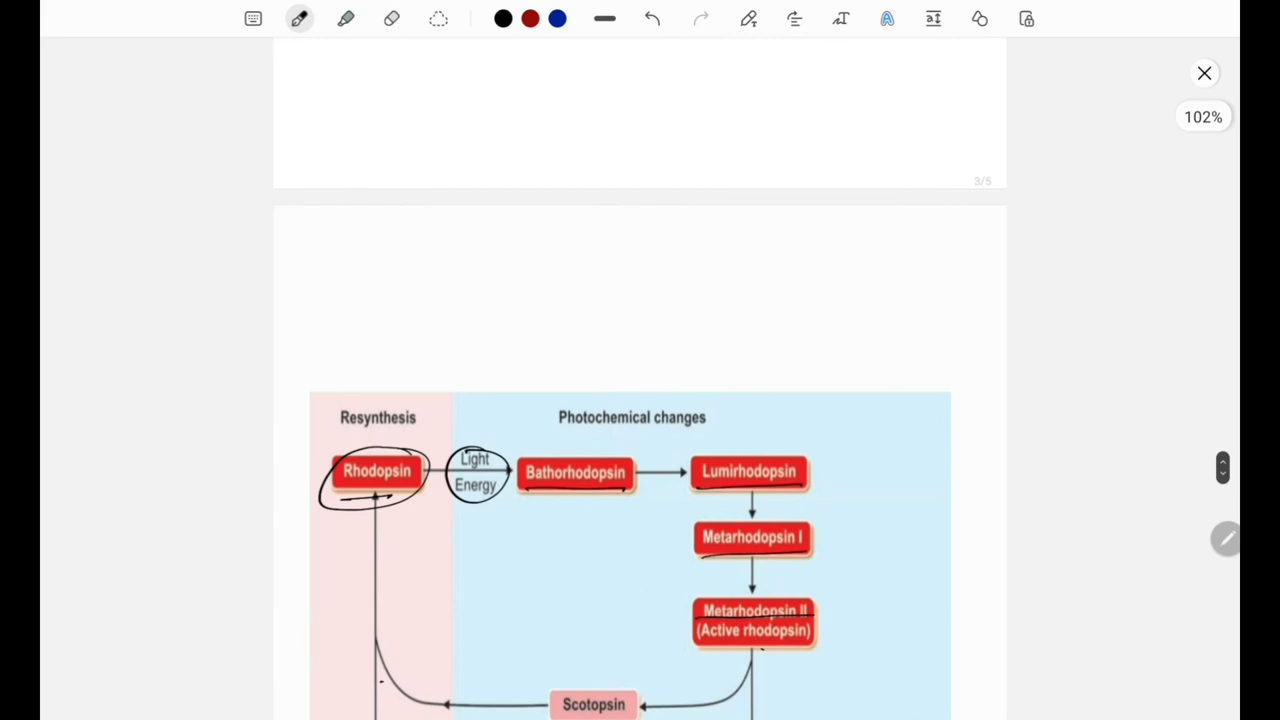 102%
3/5
Resynthesis
Photochemical changes
Rhodopsin
Light
Energy
Bathorhodopsin
Lumirhodopsin
Metarhodopsin I
Metarhodopsin II
(Active rhodopsin)
Scotopsin